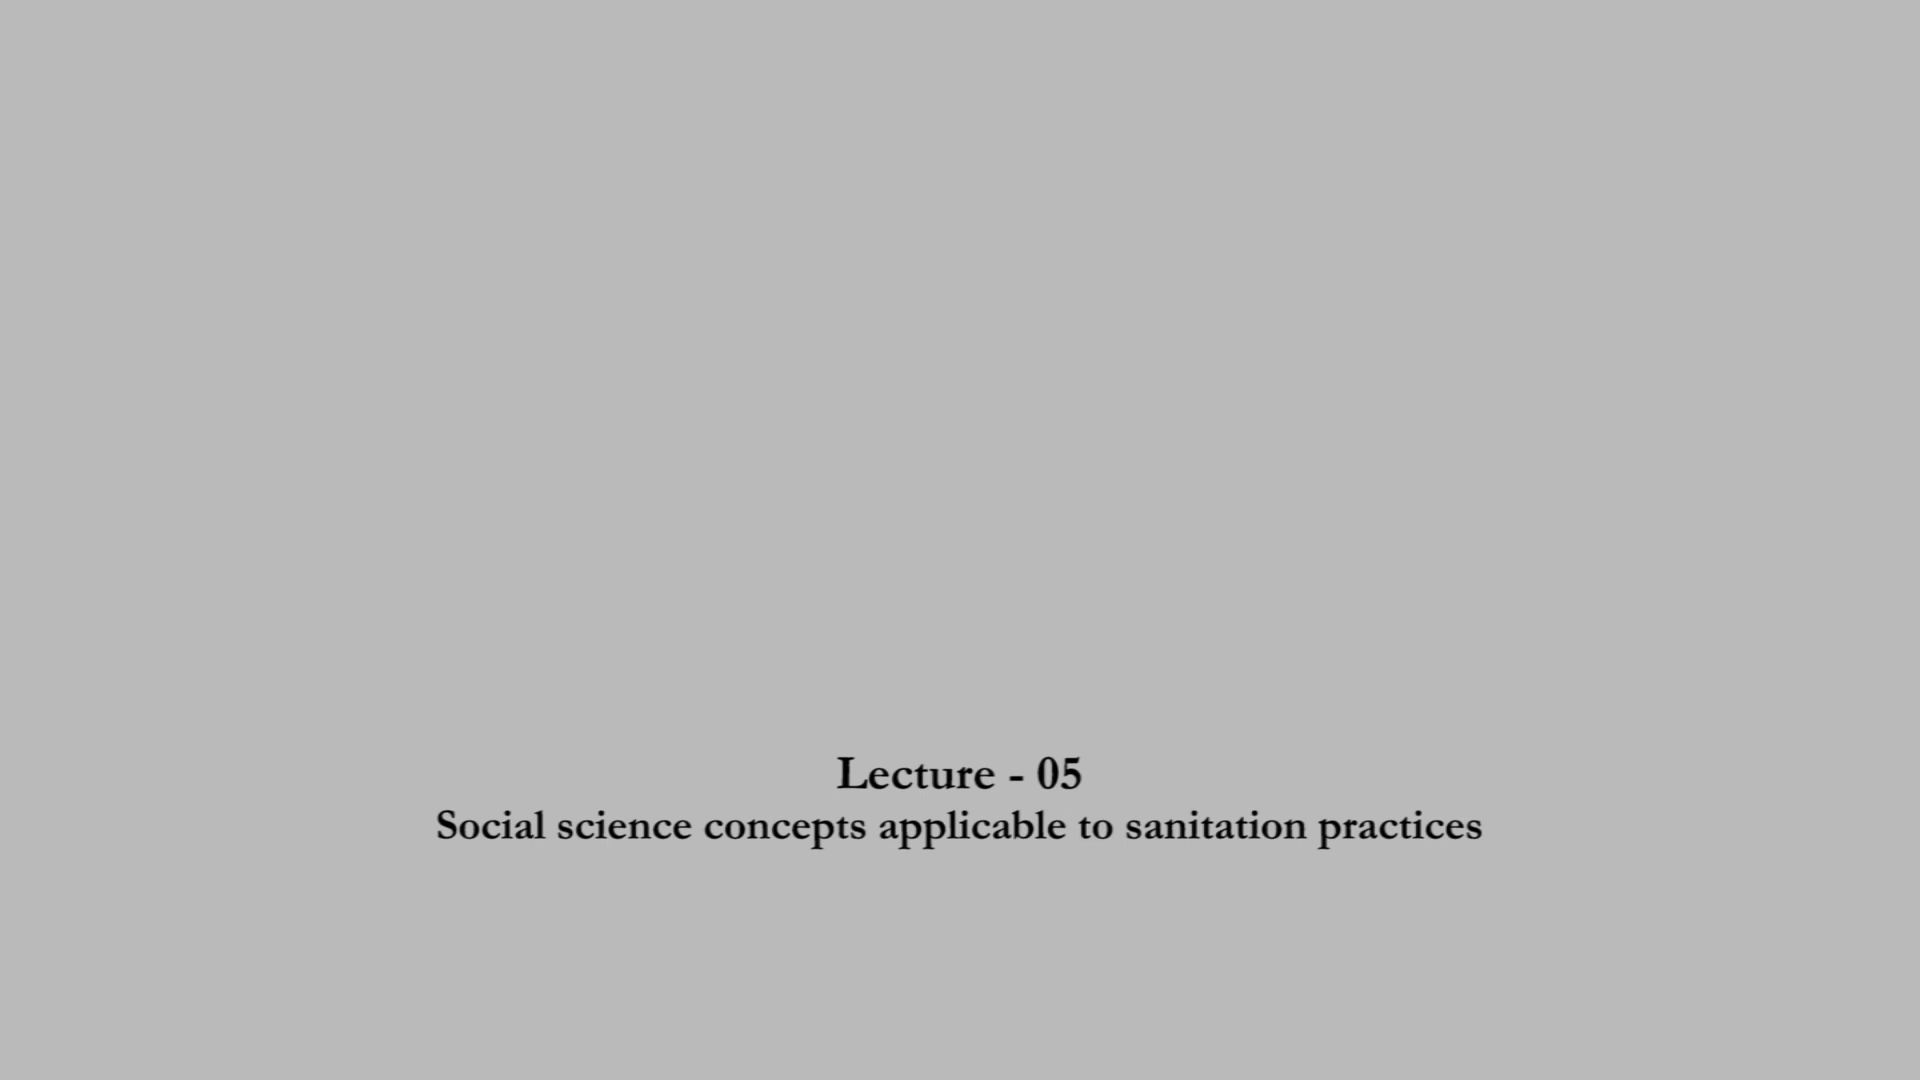 Lecture - 05
Social science concepts applicable to sanitation practices